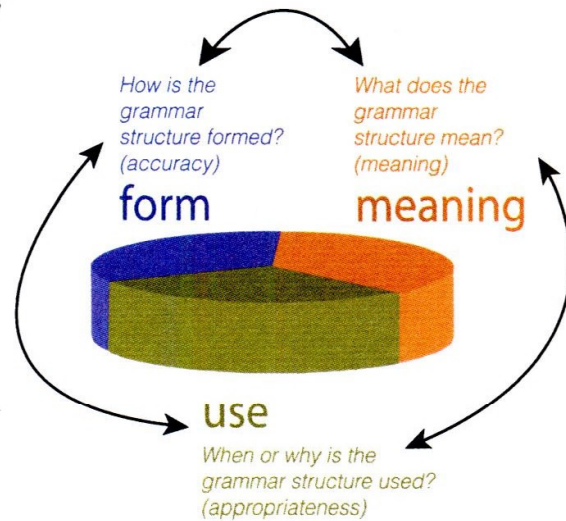 How is the
grammar
structure formed?
(accuracy)
form
What does the
grammar
structure mean?
(meaning)
meaning
use
When or why is the
grammar structure used?
(appropriateness)